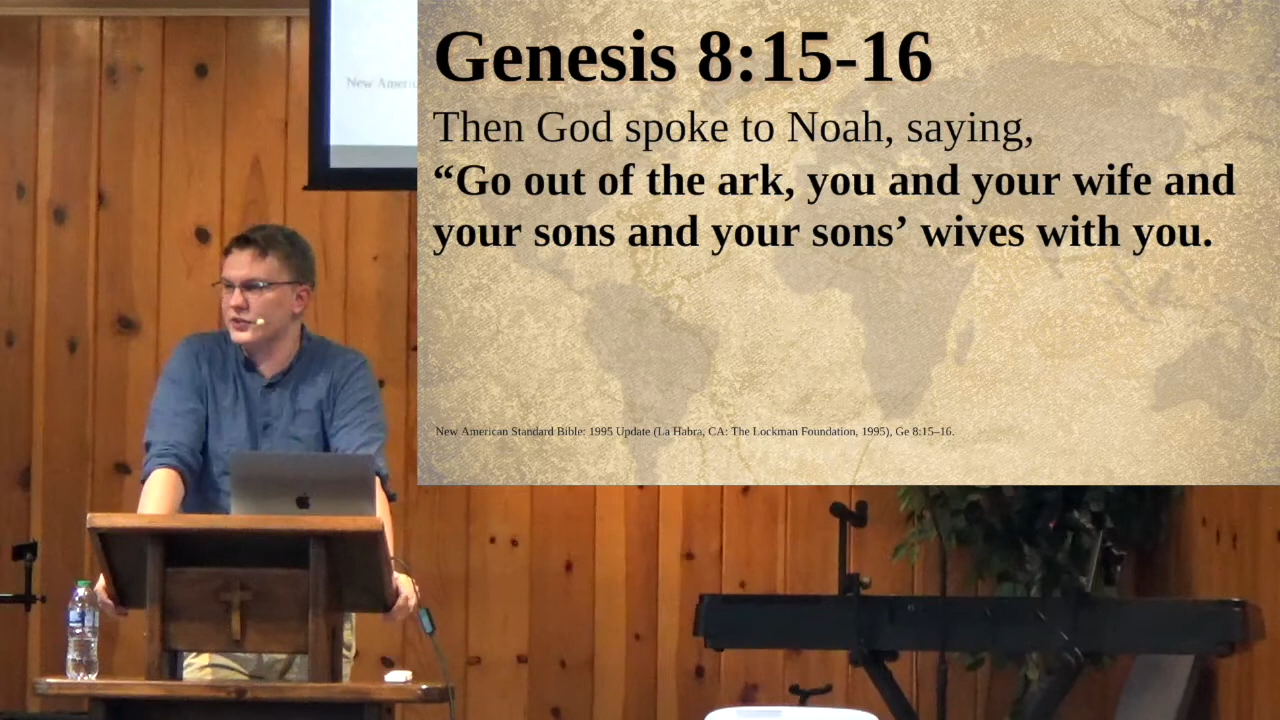 New Americ
Genesis 8:15-16
Then God spoke to Noah, saying,
“Go out of the ark, you and your wife and
your sons and your sons’ wives with you.
New American Standard Bible: 1995 Update (La Habra, CA: The Lockman Foundation, 1995), Ge 8:15–16.